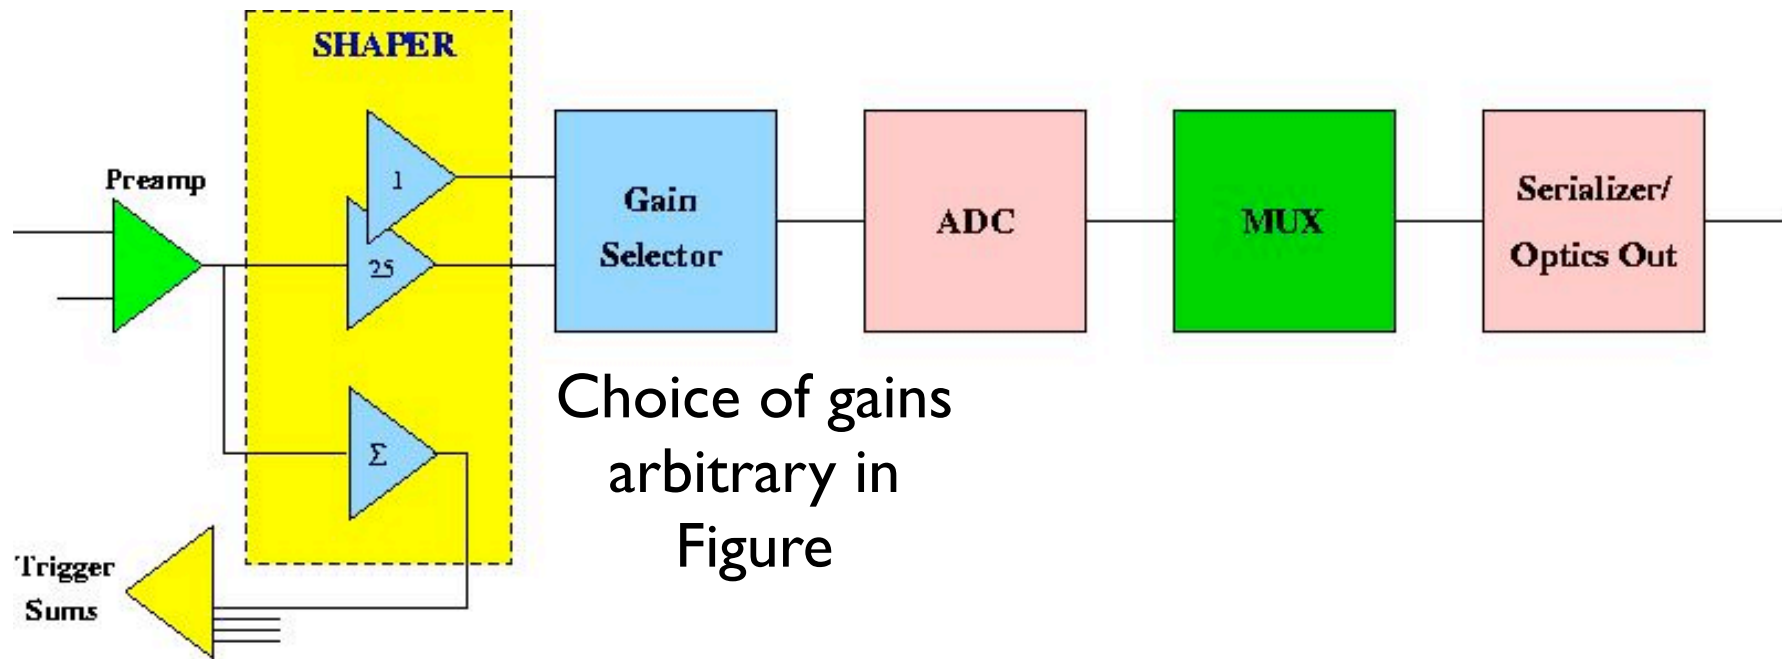 SHAPER
Preamp
1
25
Σ
Gain
Selector
ADC
MUX
Serializer/
Optics Out
Choice of gains
arbitrary in
Figure
Trigger
Sums